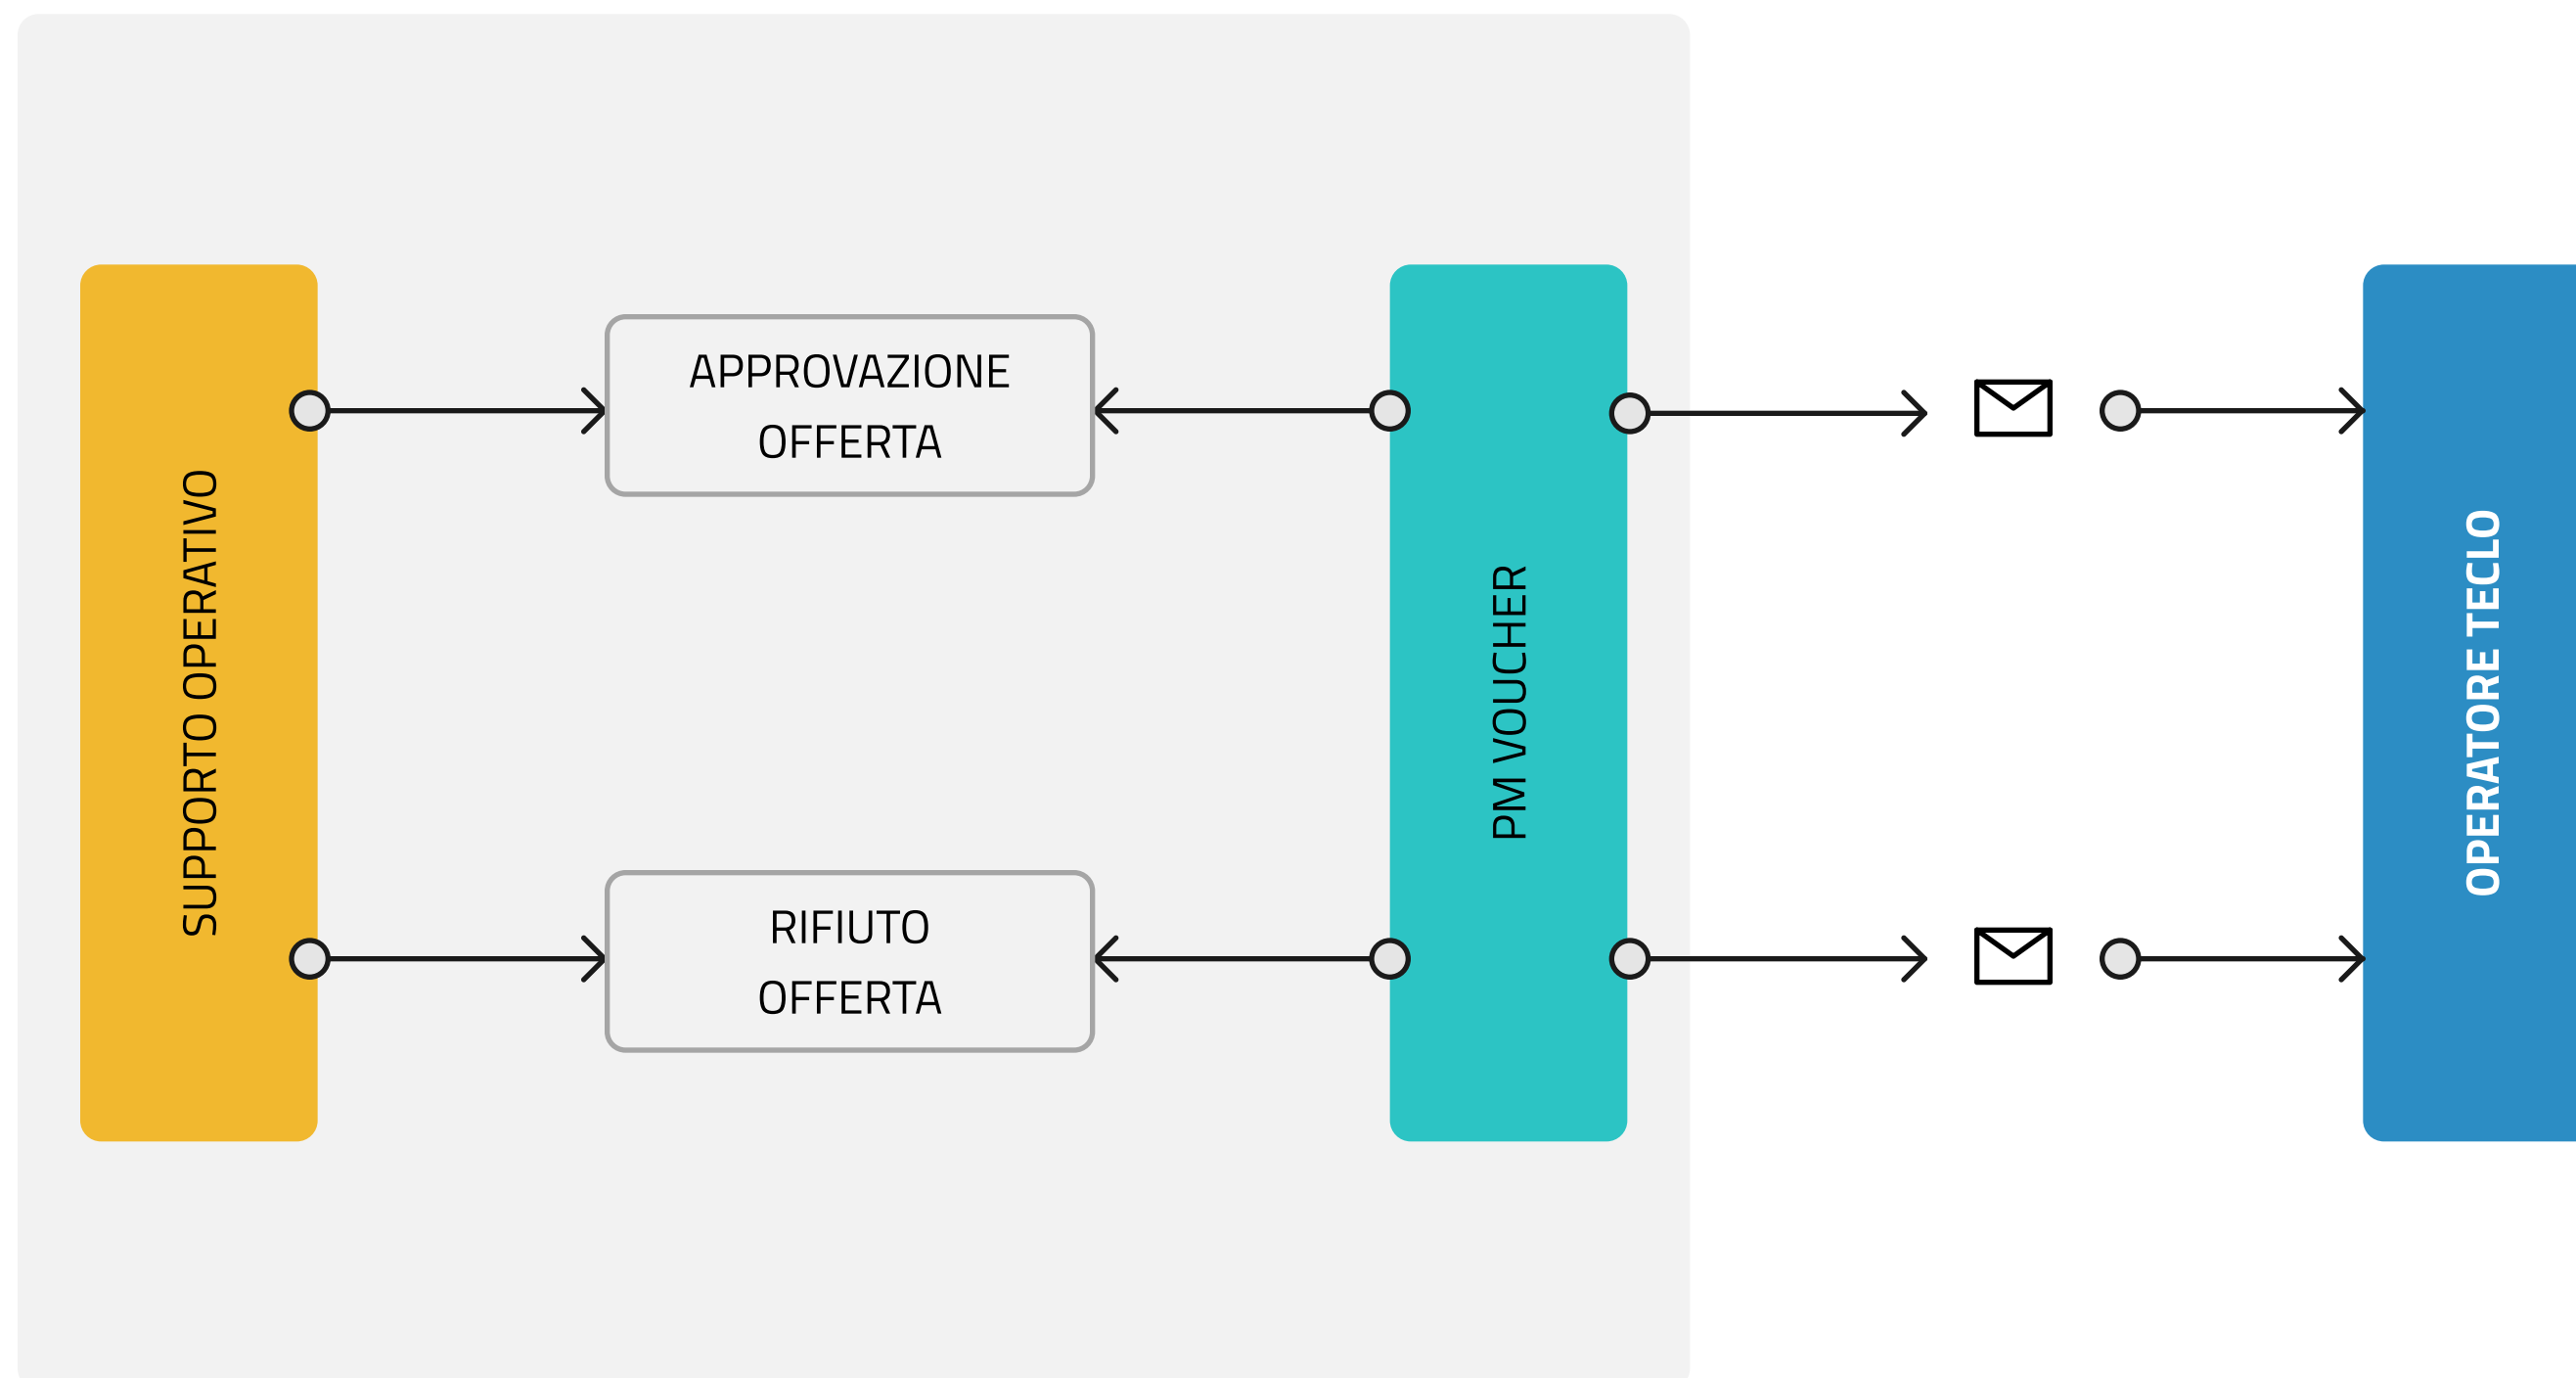 SUPPORTO OPERATIVO
APPROVAZIONE
OFFERTA
RIFIUTO
OFFERTA
PM VOUCHER
OPERATORE TECLO